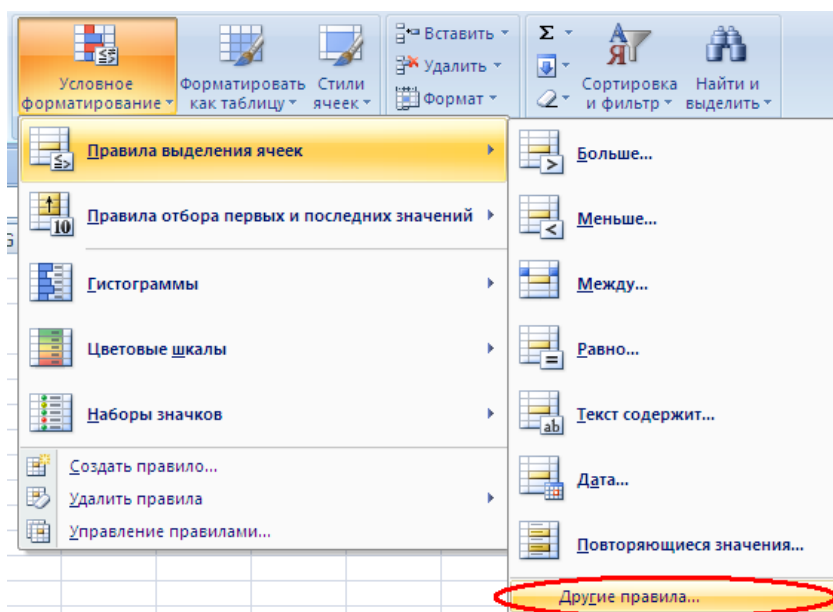 Условное форматирование
Форматировать как таблицу
Стили ячеек
Вставить
Удалить
Формат
Σ
Сортировка и фильтр
Найти и выделить
Правила выделения ячеек
Правила отбора первых и последних значений
Гистограммы
Цветовые шкалы
Наборы значков
Создать правило...
Удалить правила
Управление правилами...
Больше...
Меньше...
Между...
Равно...
Текст содержит...
Дата...
Повторяющиеся значения...
Другие правила...